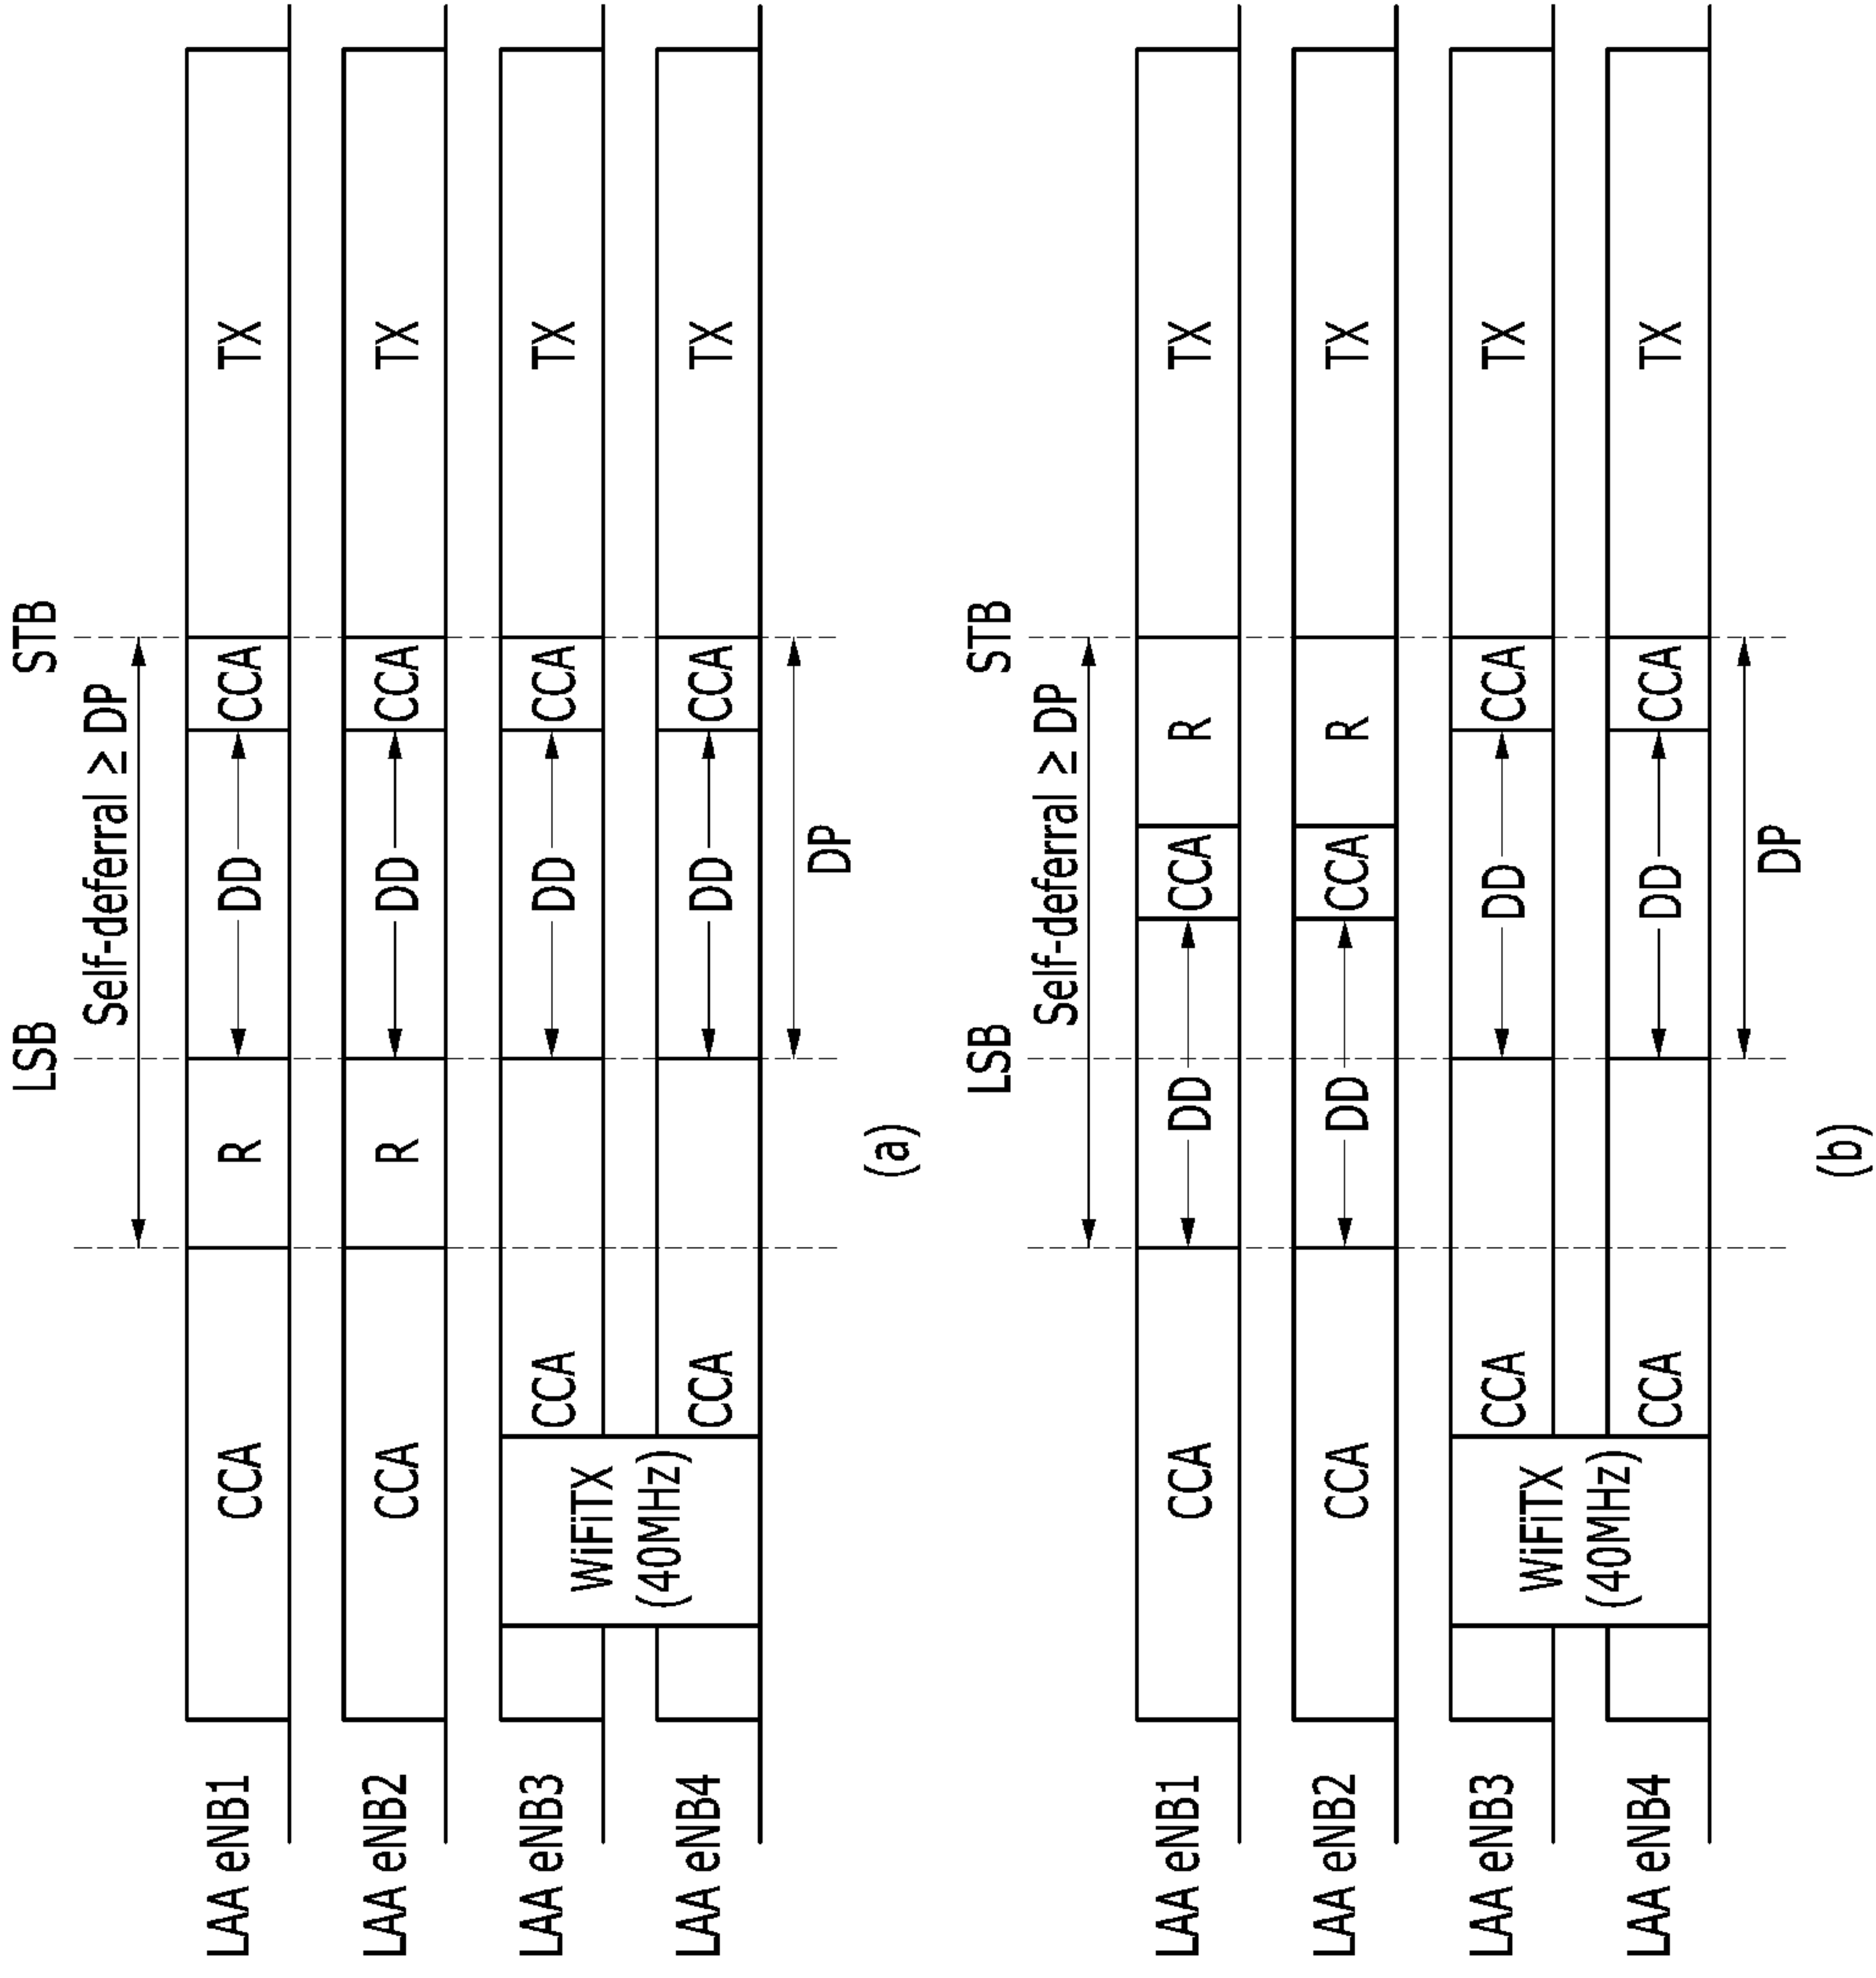 LSB
STB
Self-deferral ≥ DP
LAA eNB1
CCA
R
DD
CCA
TX
LAA eNB2
CCA
R
DD
CCA
TX
LAA eNB3
CCA
DD
CCA
TX
WiFiTX
(40MHz)
LAA eNB4
CCA
DD
CCA
TX
DP
(a)
LSB
STB
Self-deferral ≥ DP
LAA eNB1
CCA
DD
CCA
R
TX
LAA eNB2
CCA
DD
CCA
R
TX
LAA eNB3
CCA
DD
CCA
TX
WiFiTX
(40MHz)
LAA eNB4
CCA
DD
CCA
TX
DP
(b)